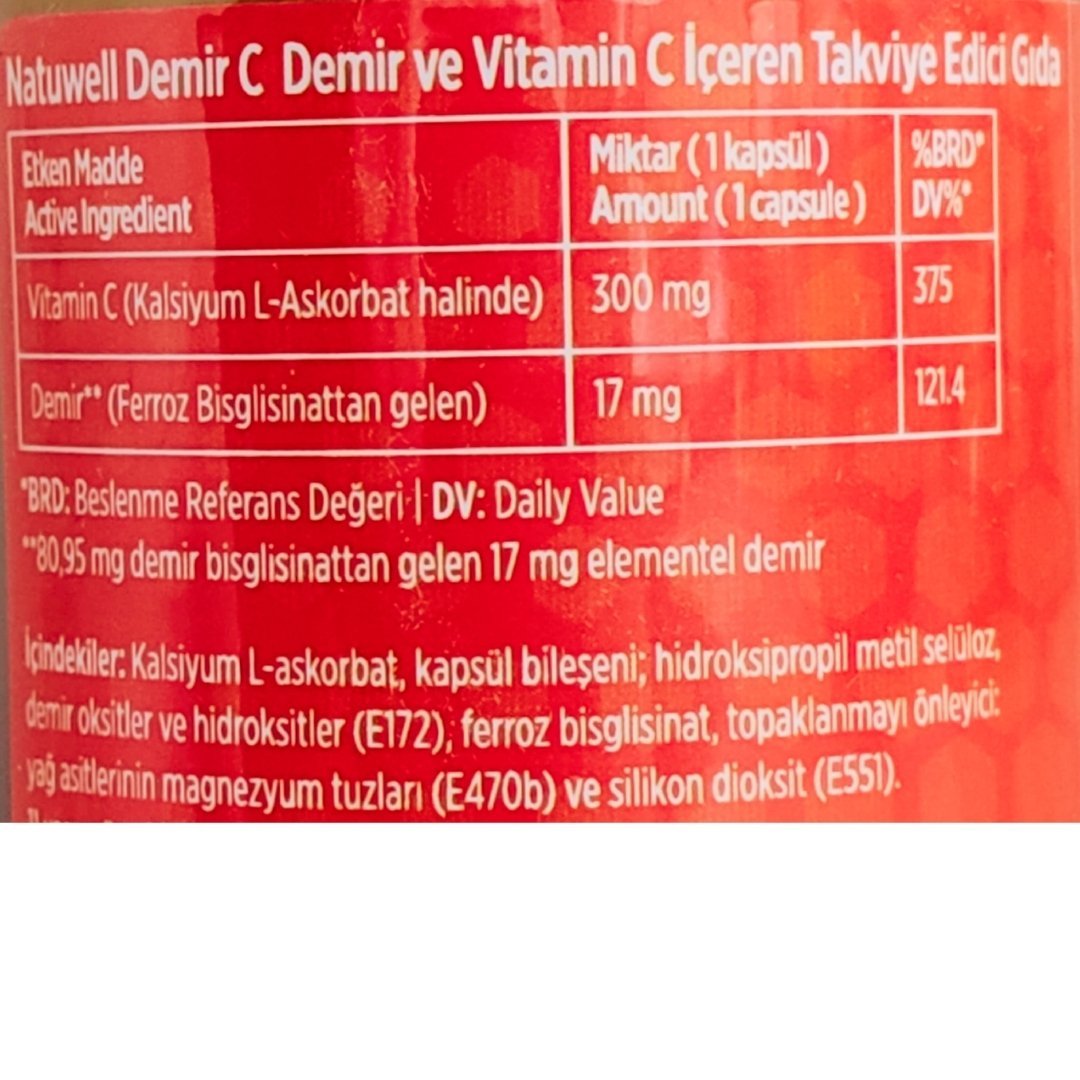 Natuwell Demir C Demir ve Vitamin C İçeren Takviye Edici Gıda
Etken Madde
Active Ingredient
Miktar (1 kapsül)
Amount (1 capsule)
%BRD*
DV%*
Vitamin C (Kalsiyum L-Askorbat halinde) 300 mg 375
Demir** (Ferroz Bisglisinattan gelen) 17 mg 121.4
*BRD: Beslenme Referans Değeri | DV: Daily Value
**80,95 mg demir bisglisinattan gelen 17 mg elementel demir
İçindekiler: Kalsiyum L-askorbat, kapsül bileşeni; hidroksipropil metil selüloz,
demir oksitler ve hidroksitler (E172), ferroz bisglisinat, topaklanmayı önleyici:
yağ asitlerinin magnezyum tuzları (E470b) ve silikon dioksit (E551).